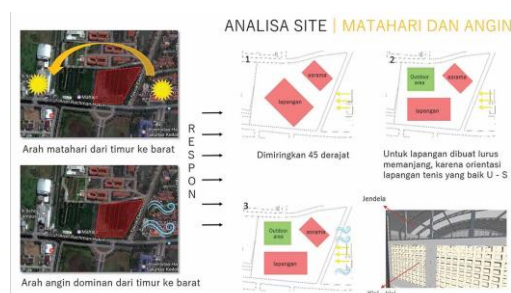 ANALISA SITE | MATAHARI DAN ANGIN
Arah matahari dari timur ke barat
Arah angin dominan dari timur ke barat
RESPON
1
asrama
lapangan
Dimiringkan 45 derajat
2
Outdoor
area
asrama
lapangan
Untuk lapangan dibuat lurus
memanjang, karena orientasi
lapangan tenis yang baik U - S
3
Outdoor
area
asrama
lapangan
Jendela